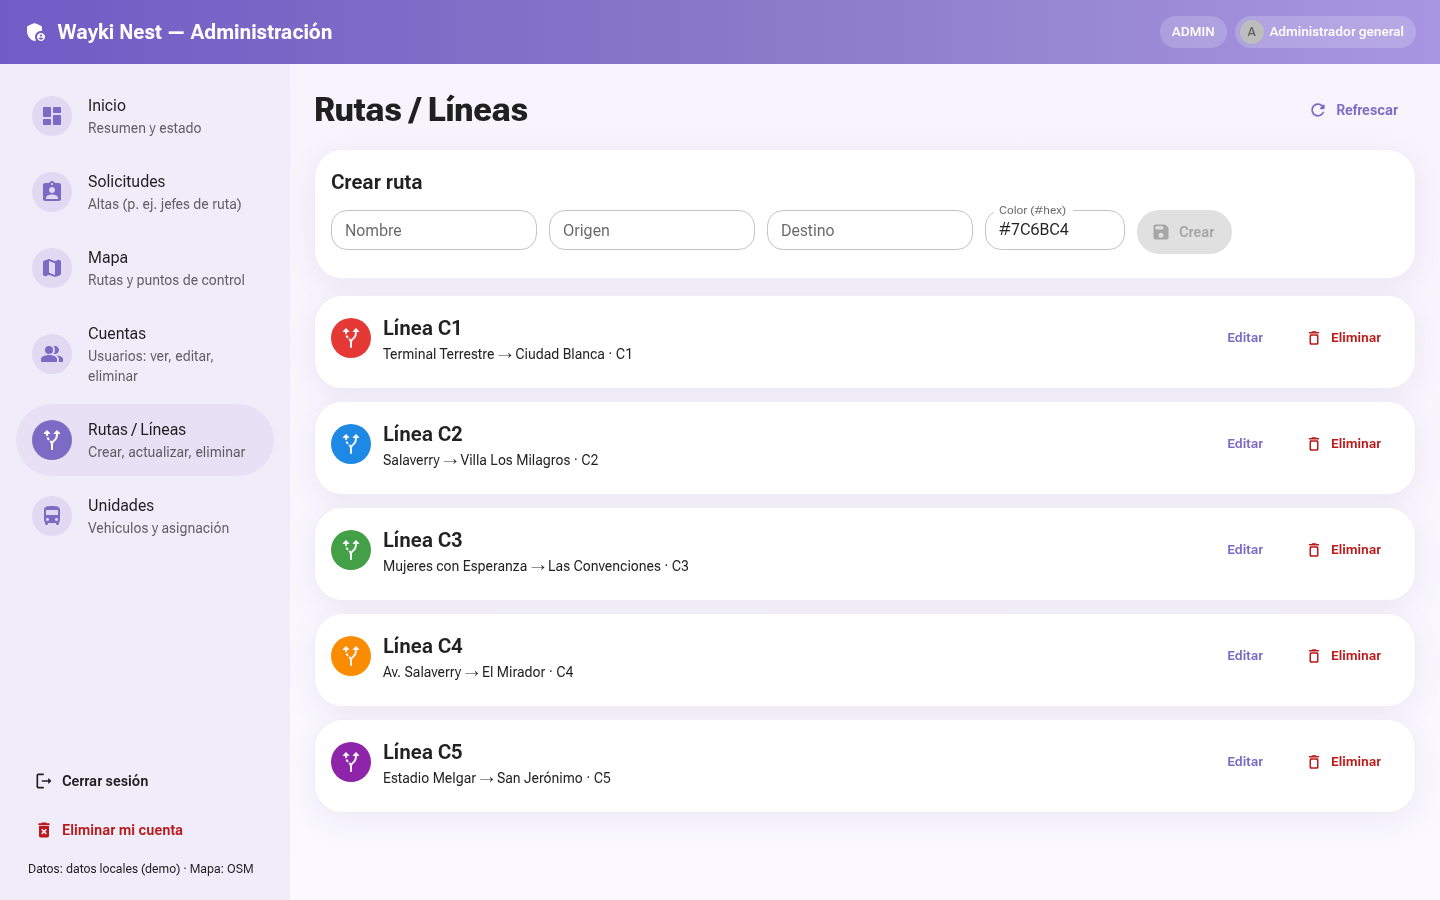 Wayki Nest — Administración
ADMIN
A
Administrador general
Inicio
Resumen y estado
Solicitudes
Altas (p. ej. jefes de ruta)
Mapa
Rutas y puntos de control
Cuentas
Usuarios: ver, editar,
eliminar
Rutas / Líneas
Crear, actualizar, eliminar
Unidades
Vehículos y asignación
Cerrar sesión
Eliminar mi cuenta
Datos: datos locales (demo) · Mapa: OSM
Rutas / Líneas
Refrescar
Crear ruta
Nombre
Origen
Destino
Color (#hex)
#7C6BC4
Crear
Línea C1
Terminal Terrestre → Ciudad Blanca · C1
Editar
Eliminar
Línea C2
Salaverry → Villa Los Milagros · C2
Editar
Eliminar
Línea C3
Mujeres con Esperanza → Las Convenciones · C3
Editar
Eliminar
Línea C4
Av. Salaverry → El Mirador · C4
Editar
Eliminar
Línea C5
Estadio Melgar → San Jerónimo · C5
Editar
Eliminar